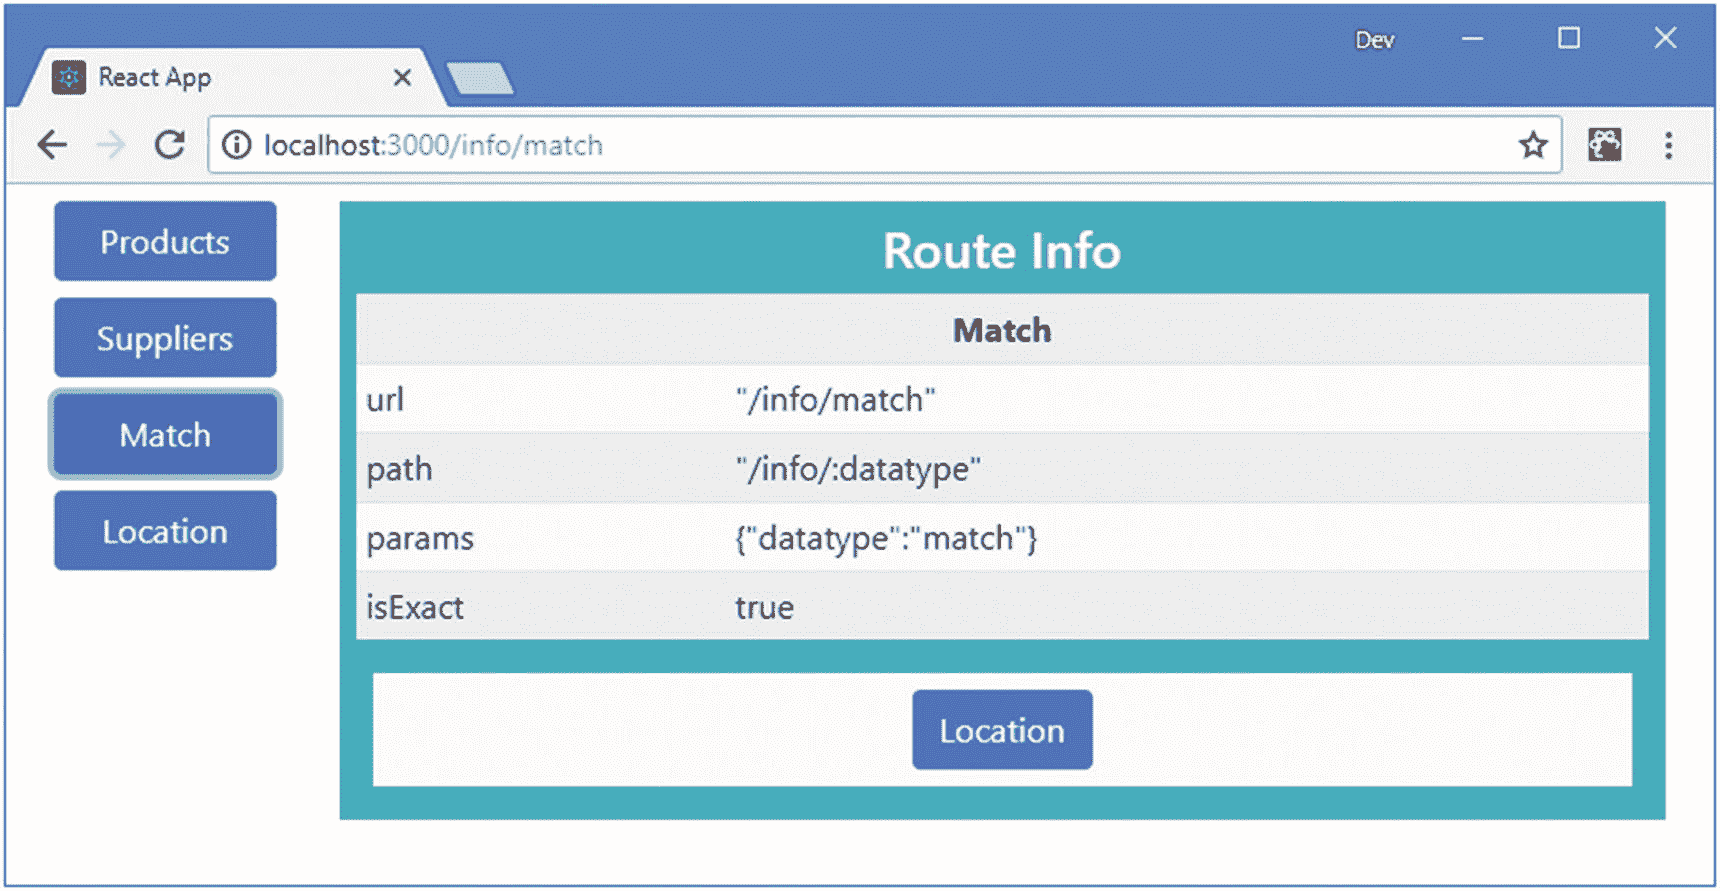 Dev
React App
localhost:3000/info/match
Products
Suppliers
Match
Location
Route Info
Match
url "/info/match"
path "/info/:datatype"
params {"datatype":"match"}
isExact true
Location